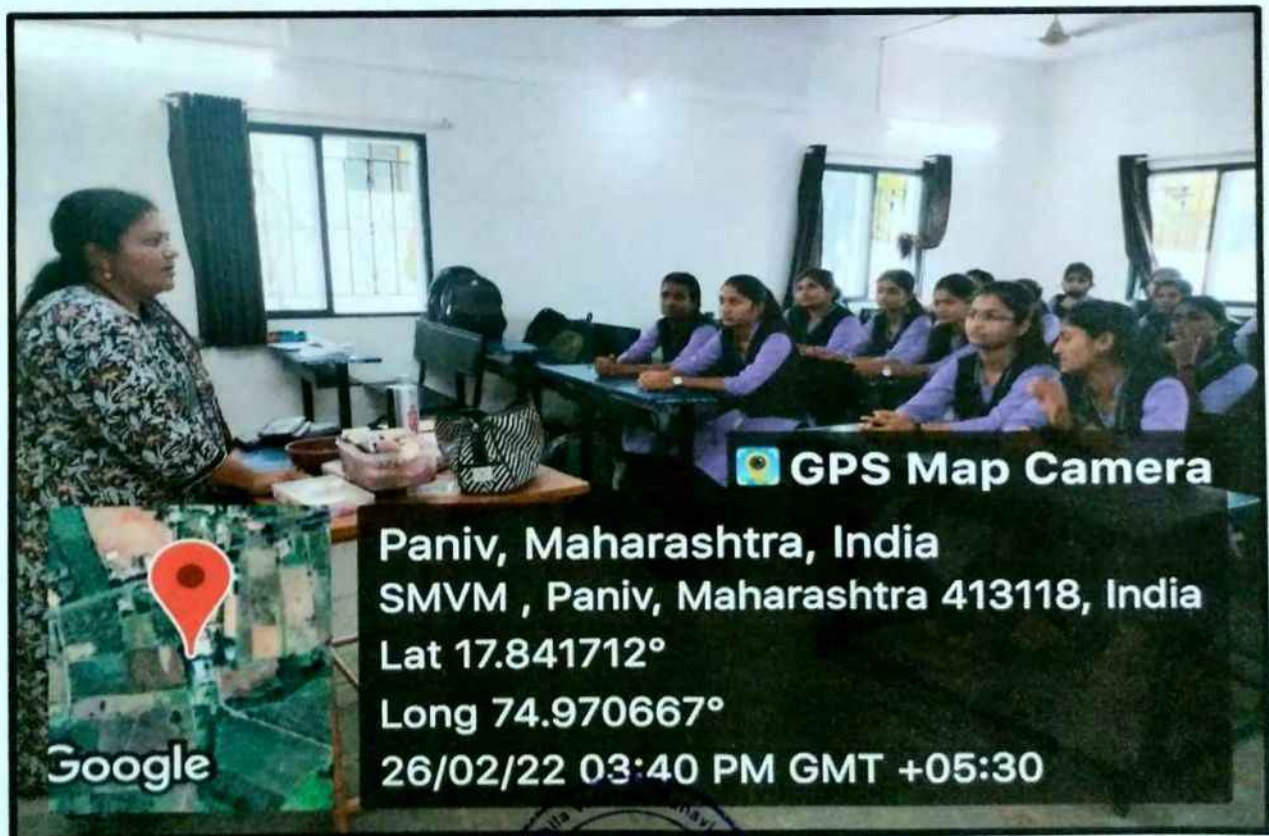 GPS Map Camera
Paniv, Maharashtra, India
SMVM , Paniv, Maharashtra 413118, India
Lat 17.841712°
Long 74.970667°
26/02/22 03:40 PM GMT +05:30
Google